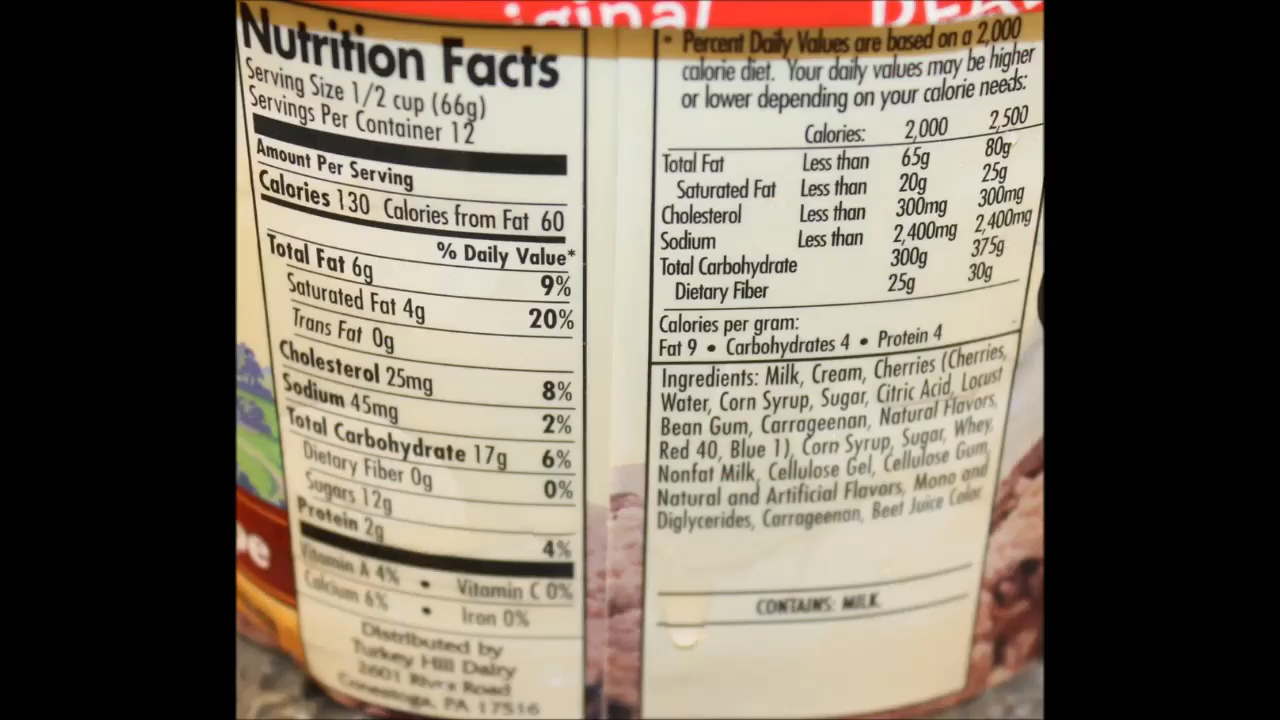 iginal
Nutrition Facts
Serving Size 1/2 cup (66g)
Servings Per Container 12
Amount Per Serving
Calories 130 Calories from Fat 60
% Daily Value*
Total Fat 6g 9%
Saturated Fat 4g 20%
Trans Fat 0g
Cholesterol 25mg 8%
Sodium 45mg 2%
Total Carbohydrate 17g 6%
Dietary Fiber 0g 0%
Sugars 12g
Protein 2g 4%
Vitamin A 4% • Vitamin C 0%
Calcium 6% • Iron 0%
Distributed by
Turkey Hill Dairy
2601 River Road
Conestoga, PA 17516
* Percent Daily Values are based on a 2,000
calorie diet. Your daily values may be higher
or lower depending on your calorie needs:
Calories: 2,000 2,500
Total Fat Less than 65g 80g
Saturated Fat Less than 20g 25g
Cholesterol Less than 300mg 300mg
Sodium Less than 2,400mg 2,400mg
Total Carbohydrate 300g 375g
Dietary Fiber 25g 30g
Calories per gram:
Fat 9 • Carbohydrates 4 • Protein 4
Ingredients: Milk, Cream, Cherries (Cherries,
Water, Corn Syrup, Sugar, Citric Acid, Locust
Bean Gum, Carrageenan, Natural Flavors,
Red 40, Blue 1), Corn Syrup, Sugar, Whey,
Nonfat Milk, Cellulose Gel, Cellulose Gum,
Natural and Artificial Flavors, Mono and
Diglycerides, Carrageenan, Beet Juice Color
CONTAINS: MILK